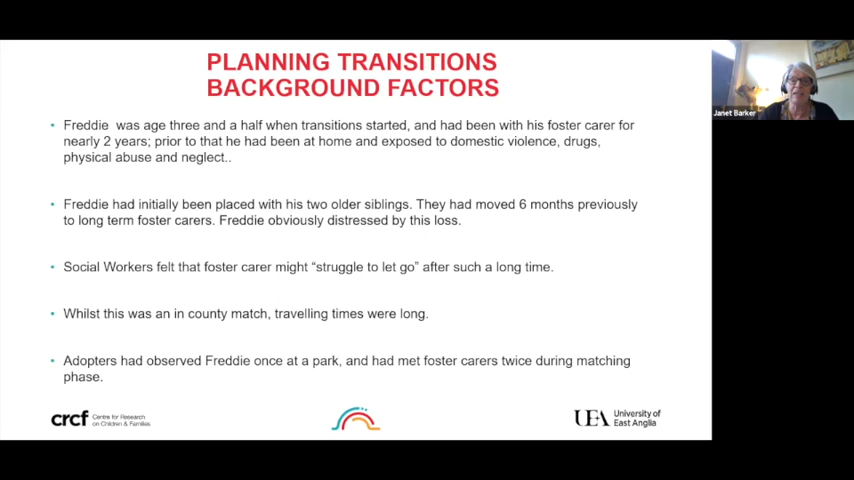 PLANNING TRANSITIONS
BACKGROUND FACTORS
• Freddie was age three and a half when transitions started, and had been with his foster carer for
nearly 2 years; prior to that he had been at home and exposed to domestic violence, drugs,
physical abuse and neglect..
• Freddie had initially been placed with his two older siblings. They had moved 6 months previously
to long term foster carers. Freddie obviously distressed by this loss.
• Social Workers felt that foster carer might “struggle to let go” after such a long time.
• Whilst this was an in county match, travelling times were long.
• Adopters had observed Freddie once at a park, and had met foster carers twice during matching
phase.
crcf Centre for Research
on Children & Families
UEA University of
East Anglia
Janet Barker